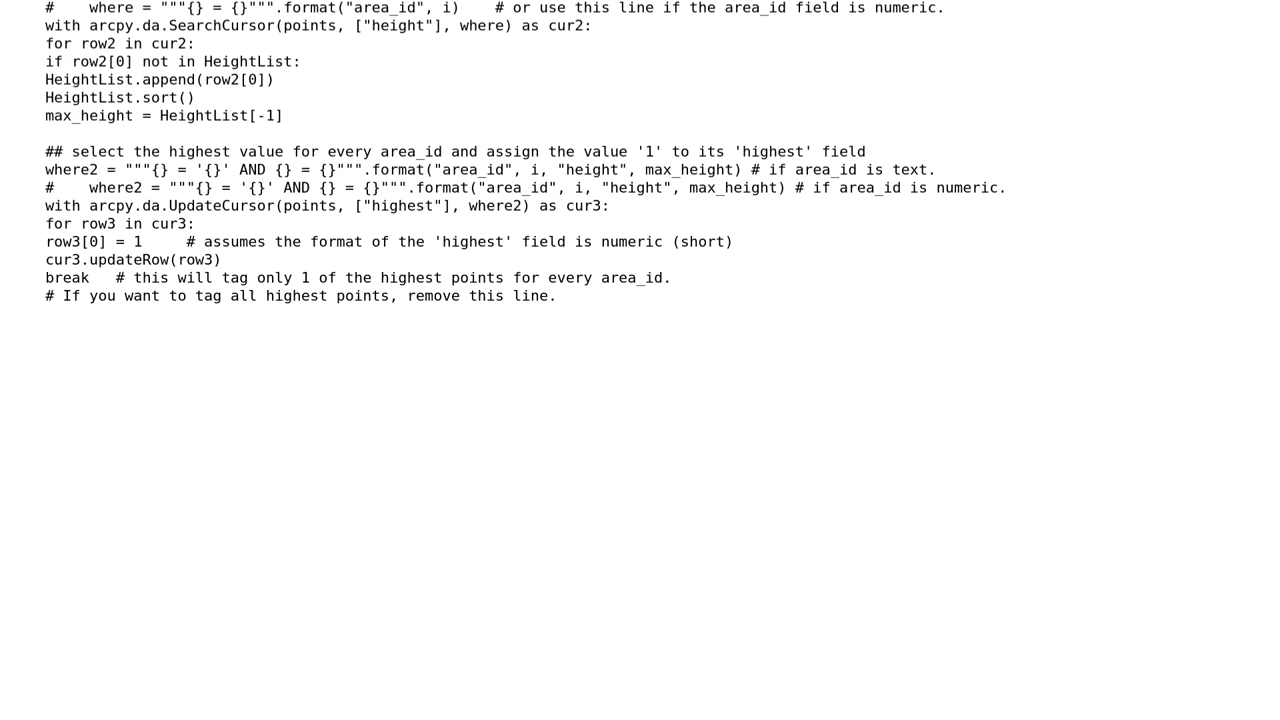 #    where = """{} = {}""".format("area_id", i)    # or use this line if the area_id field is numeric.
with arcpy.da.SearchCursor(points, ["height"], where) as cur2:
for row2 in cur2:
if row2[0] not in HeightList:
HeightList.append(row2[0])
HeightList.sort()
max_height = HeightList[-1]

## select the highest value for every area_id and assign the value '1' to its 'highest' field
where2 = """{} = '{}' AND {} = {}""".format("area_id", i, "height", max_height) # if area_id is text.
#    where2 = """{} = '{}' AND {} = {}""".format("area_id", i, "height", max_height) # if area_id is numeric.
with arcpy.da.UpdateCursor(points, ["highest"], where2) as cur3:
for row3 in cur3:
row3[0] = 1     # assumes the format of the 'highest' field is numeric (short)
cur3.updateRow(row3)
break   # this will tag only 1 of the highest points for every area_id.
# If you want to tag all highest points, remove this line.